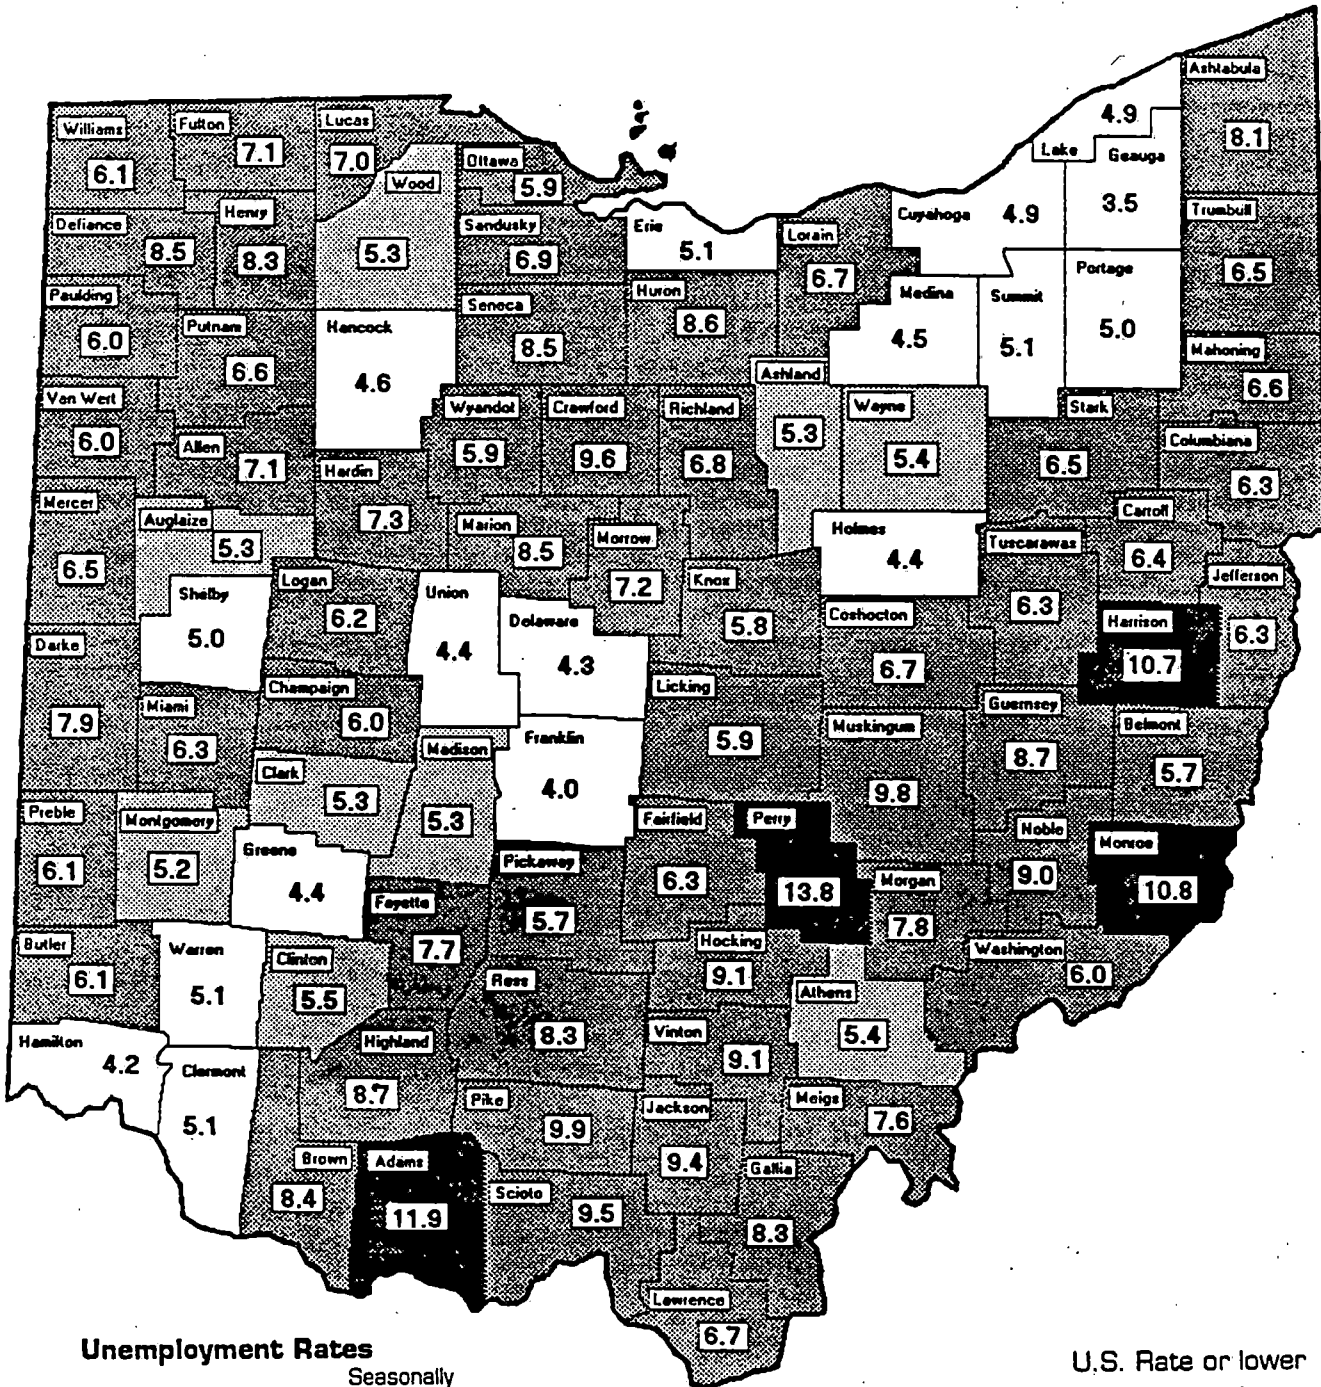 Ashtabula
8.1
4.9
Lake
Geauga
3.5
Williams
6.1
Fulton
7.1
Lucas
7.0
Wood
5.3
Ottawa
5.9
Defiance
8.5
Henry
8.3
Sandusky
6.9
Erie
5.1
Lorain
6.7
Cuyahoga 4.9
Trumbull
6.5
Paulding
6.0
Putnam
6.6
Hancock
4.6
Seneca
8.5
Huron
8.6
Medina
4.5
Summit
5.1
Portage
5.0
Mahoning
6.6
Van Wert
6.0
Allen
7.1
Hardin
7.3
Wyandot
5.9
Crawford
9.6
Richland
6.8
Ashland
5.3
Wayne
5.4
Stark
6.5
Columbiana
6.3
Mercer
6.5
Auglaize
5.3
Marion
8.5
Morrow
7.2
Holmes
4.4
Tuscarawas
6.3
Carroll
6.4
Jefferson
6.3
Shelby
5.0
Logan
6.2
Union
4.4
Delaware
4.3
Knox
5.8
Coshocton
6.7
Harrison
10.7
Darke
7.9
Miami
6.3
Champaign
6.0
Licking
5.9
Muskingum
9.8
Guernsey
8.7
Belmont
5.7
Clark
5.3
Madison
5.3
Franklin
4.0
Preble
6.1
Montgomery
5.2
Greene
4.4
Fairfield
6.3
Perry
13.8
Morgan
7.8
Noble
9.0
Monroe
10.8
Fayette
7.7
Pickaway
5.7
Butler
6.1
Warren
5.1
Clinton
5.5
Ross
8.3
Hocking
9.1
Athens
5.4
Washington
6.0
Hamilton
4.2
Clermont
5.1
Highland
8.7
Pike
9.9
Vinton
9.1
Jackson
9.4
Meigs
7.6
Brown
8.4
Adams
11.9
Scioto
9.5
Gallia
8.3
Lawrence
6.7
Unemployment Rates
Seasonally
U.S. Rate or lower